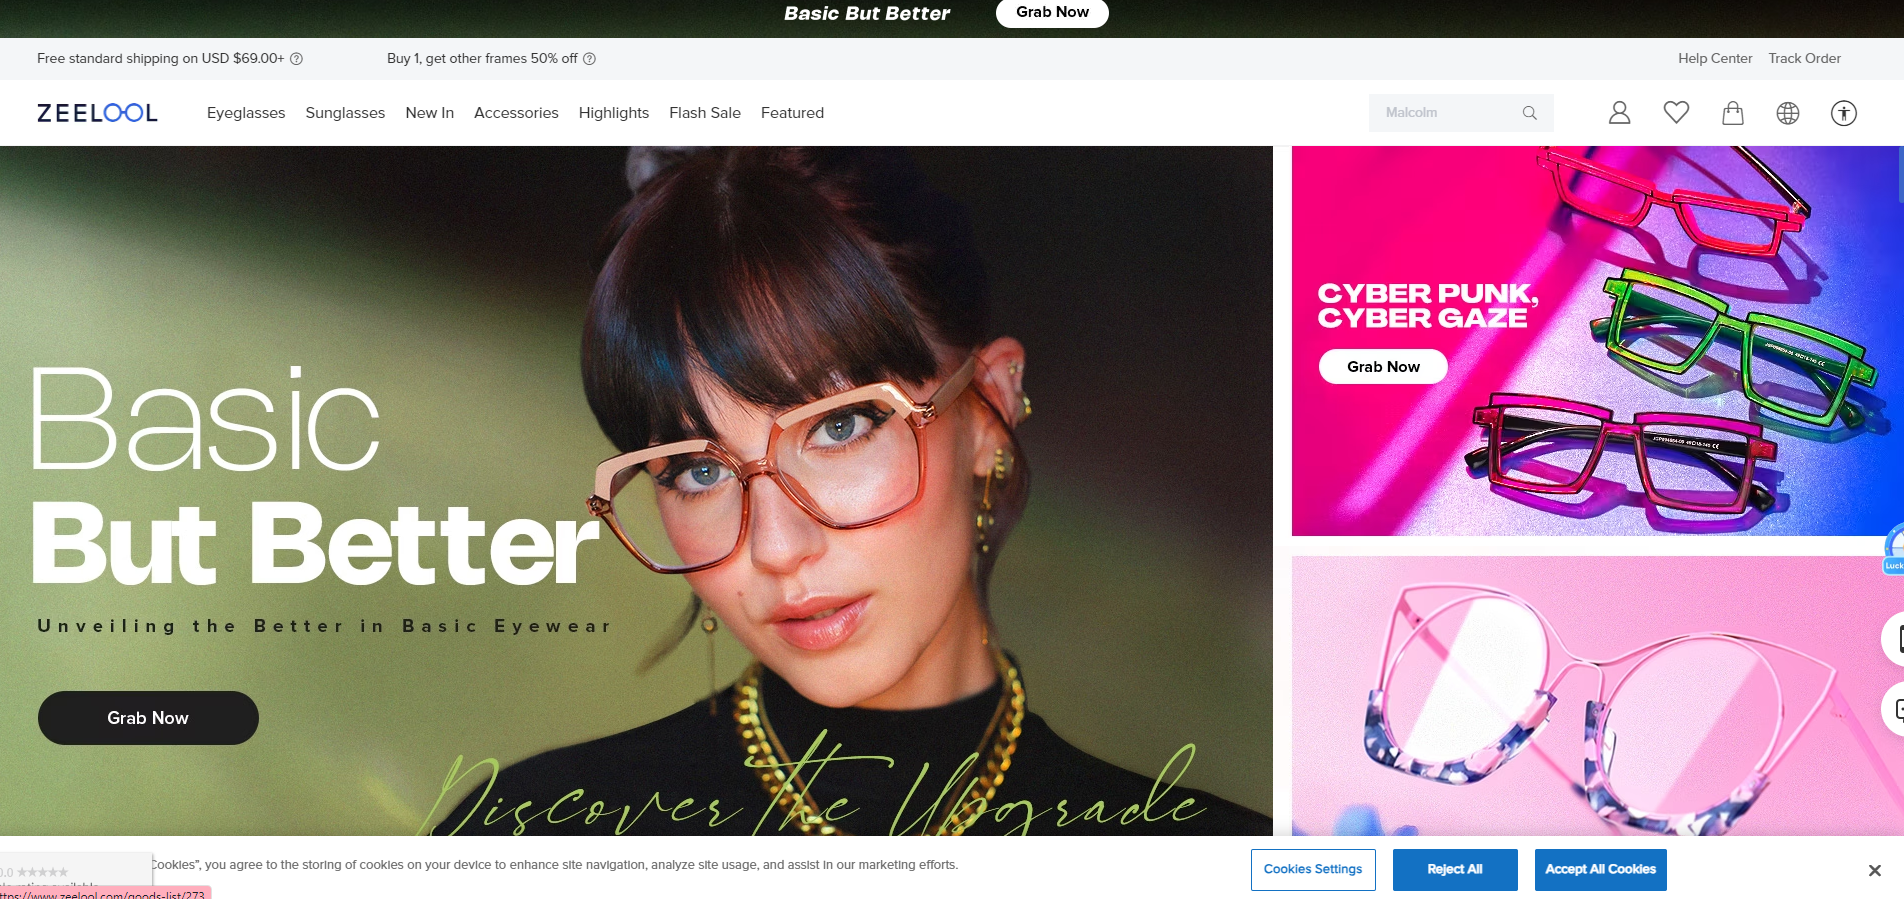 Basic But Better
Grab Now
Free standard shipping on USD $69.00+
Buy 1, get other frames 50% off
Help Center
Track Order
ZEELOOL
Eyeglasses
Sunglasses
New In
Accessories
Highlights
Flash Sale
Featured
Malcolm
Basic
But Better
Unveiling the Better in Basic Eyewear
Grab Now
Discover the Upgrade
CYBER PUNK,
CYBER GAZE
Grab Now
Luck
Cookies", you agree to the storing of cookies on your device to enhance site navigation, analyze site usage, and assist in our marketing efforts.
Cookies Settings
Reject All
Accept All Cookies
0.0 ★★★★★
ttps://www.zeelool.com/goods-list/273